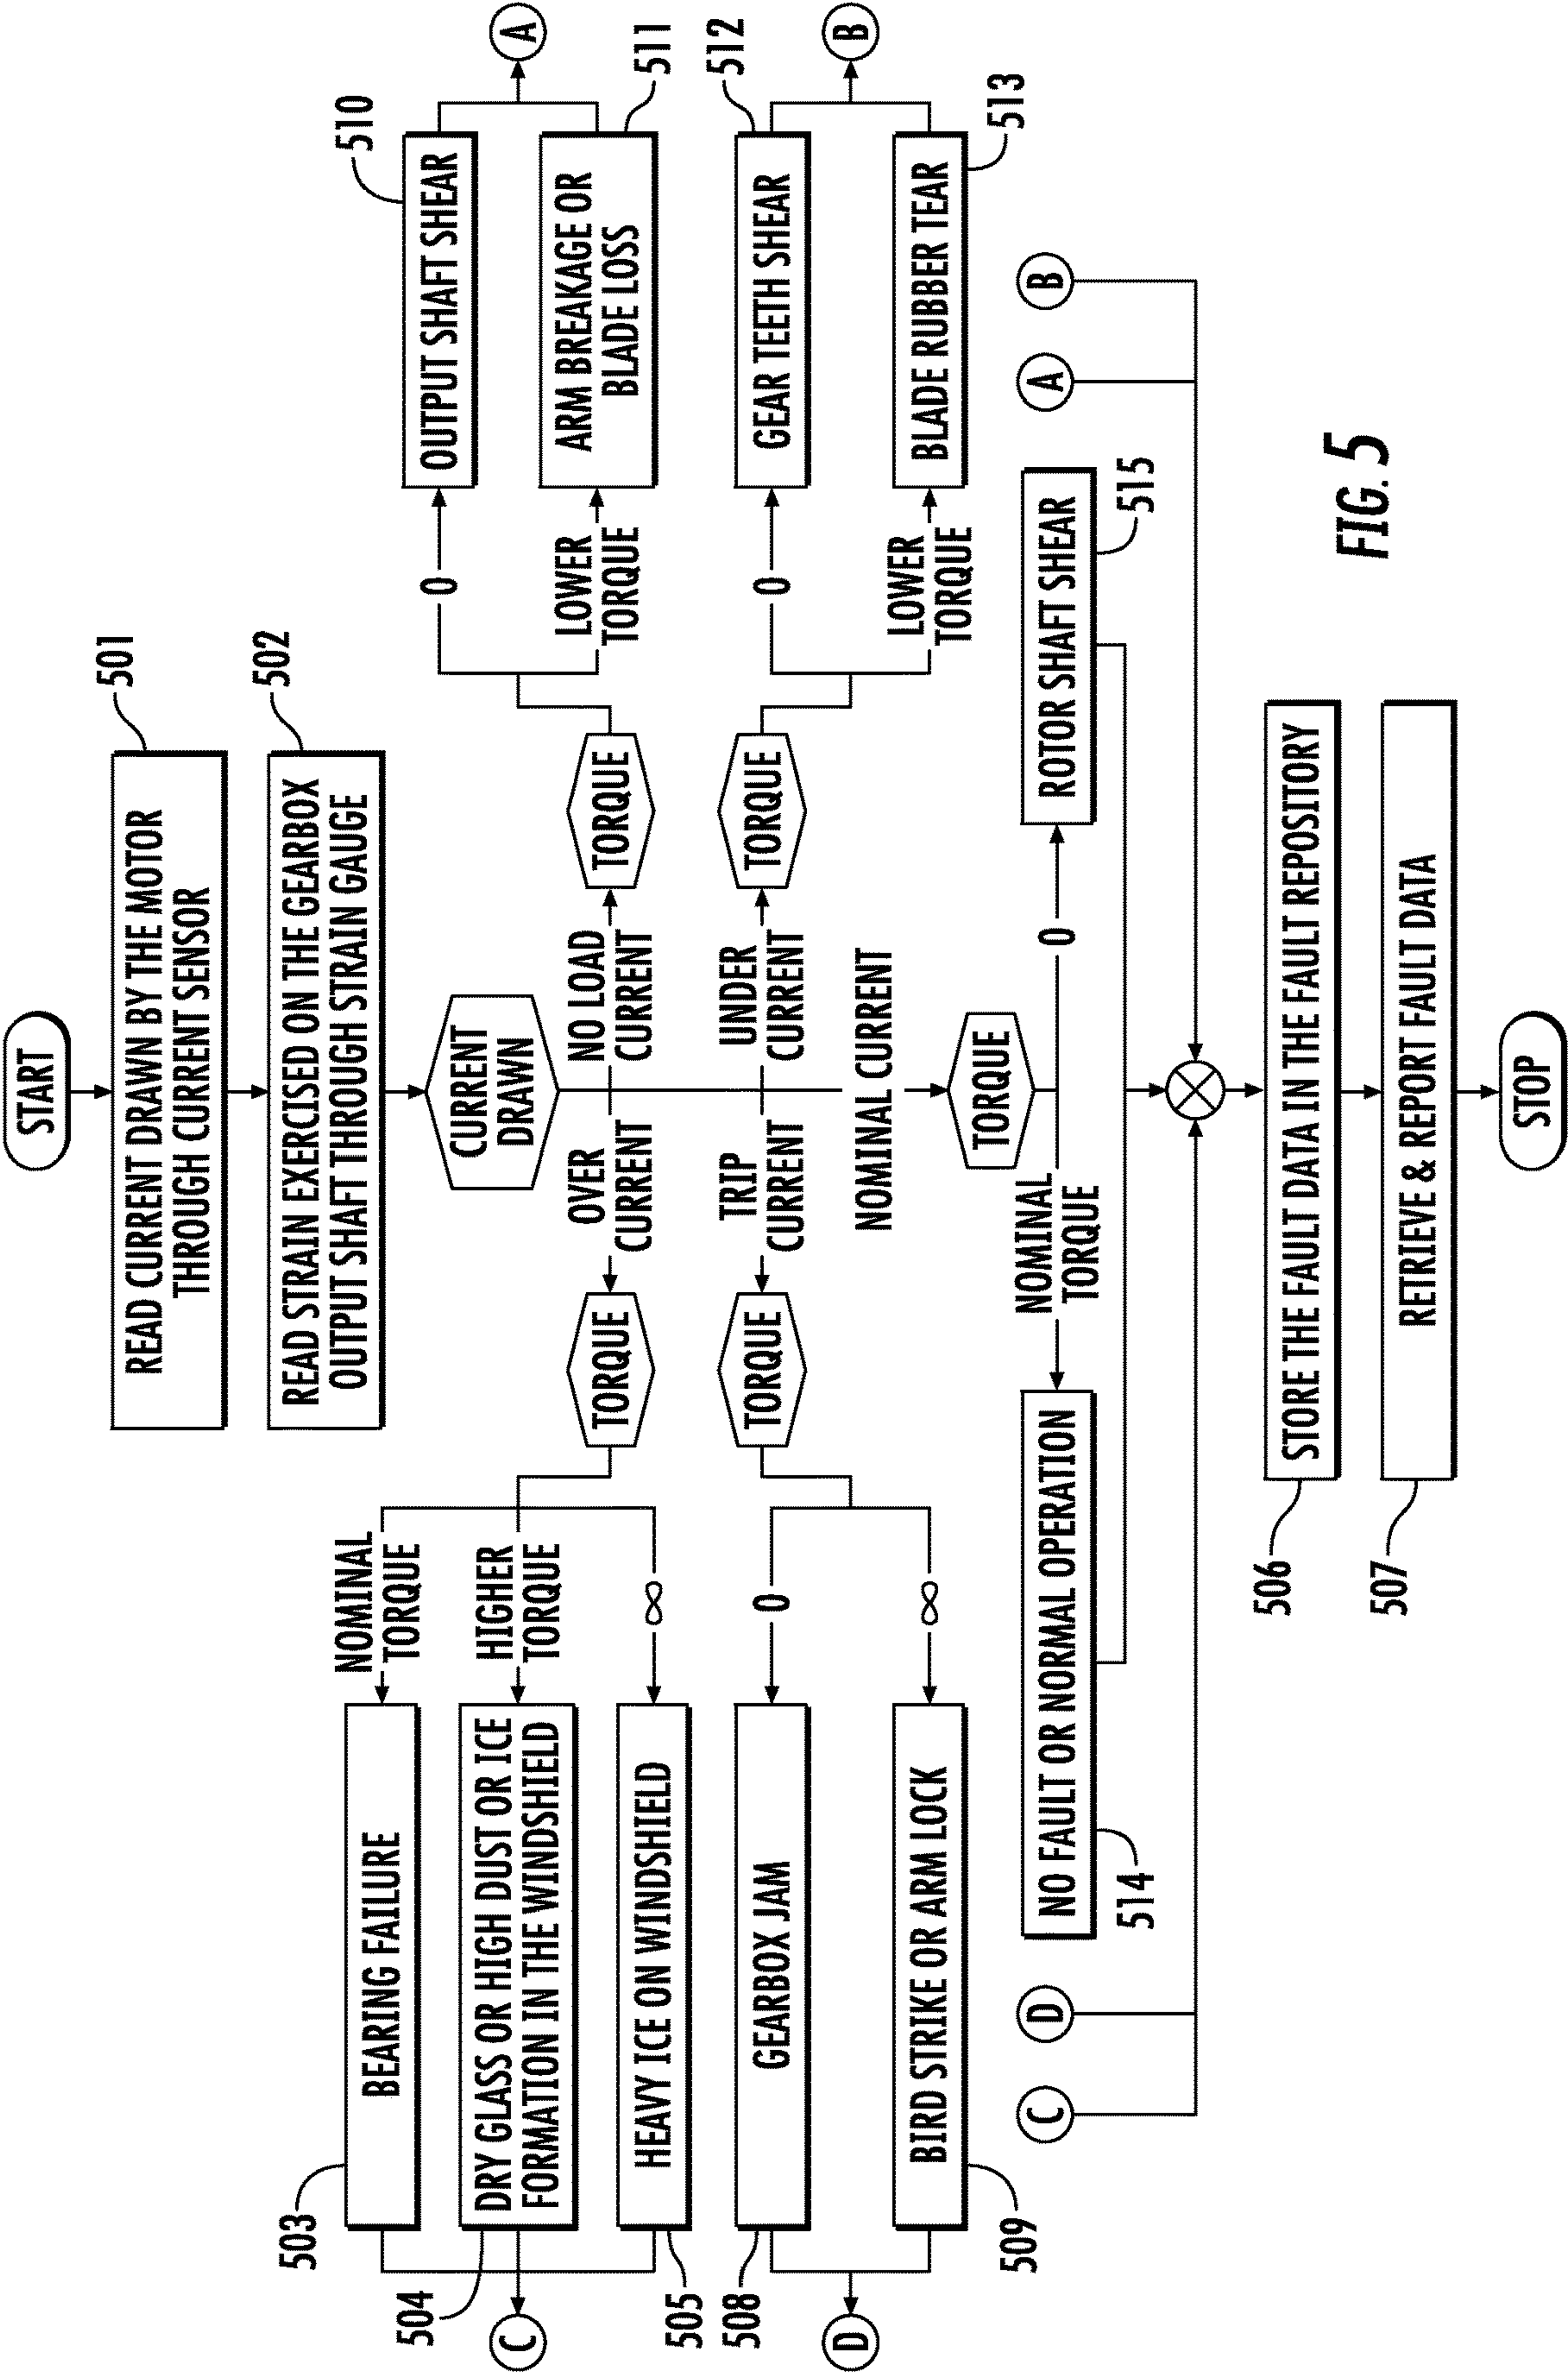 START
501
READ CURRENT DRAWN BY THE MOTOR
THROUGH CURRENT SENSOR
502
READ STRAIN EXERCISED ON THE GEARBOX
OUTPUT SHAFT THROUGH STRAIN GAUGE
CURRENT
DRAWN
503
BEARING FAILURE
NOMINAL
TORQUE
504
DRY GLASS OR HIGH DUST OR ICE
FORMATION IN THE WINDSHIELD
HIGHER
TORQUE
C
505
HEAVY ICE ON WINDSHIELD
∞
TORQUE
OVER
CURRENT
NO LOAD
CURRENT
TORQUE
0
OUTPUT SHAFT SHEAR
510
LOWER
TORQUE
ARM BREAKAGE OR
BLADE LOSS
511
A
508
GEARBOX JAM
0
509
BIRD STRIKE OR ARM LOCK
∞
D
TORQUE
TRIP
CURRENT
UNDER
CURRENT
TORQUE
0
GEAR TEETH SHEAR
512
LOWER
TORQUE
BLADE RUBBER TEAR
513
B
NOMINAL CURRENT
TORQUE
C
D
514
NO FAULT OR NORMAL OPERATION
NOMINAL
TORQUE
0
ROTOR SHAFT SHEAR
515
A
B
506
STORE THE FAULT DATA IN THE FAULT REPOSITORY
507
RETRIEVE & REPORT FAULT DATA
STOP
FIG. 5